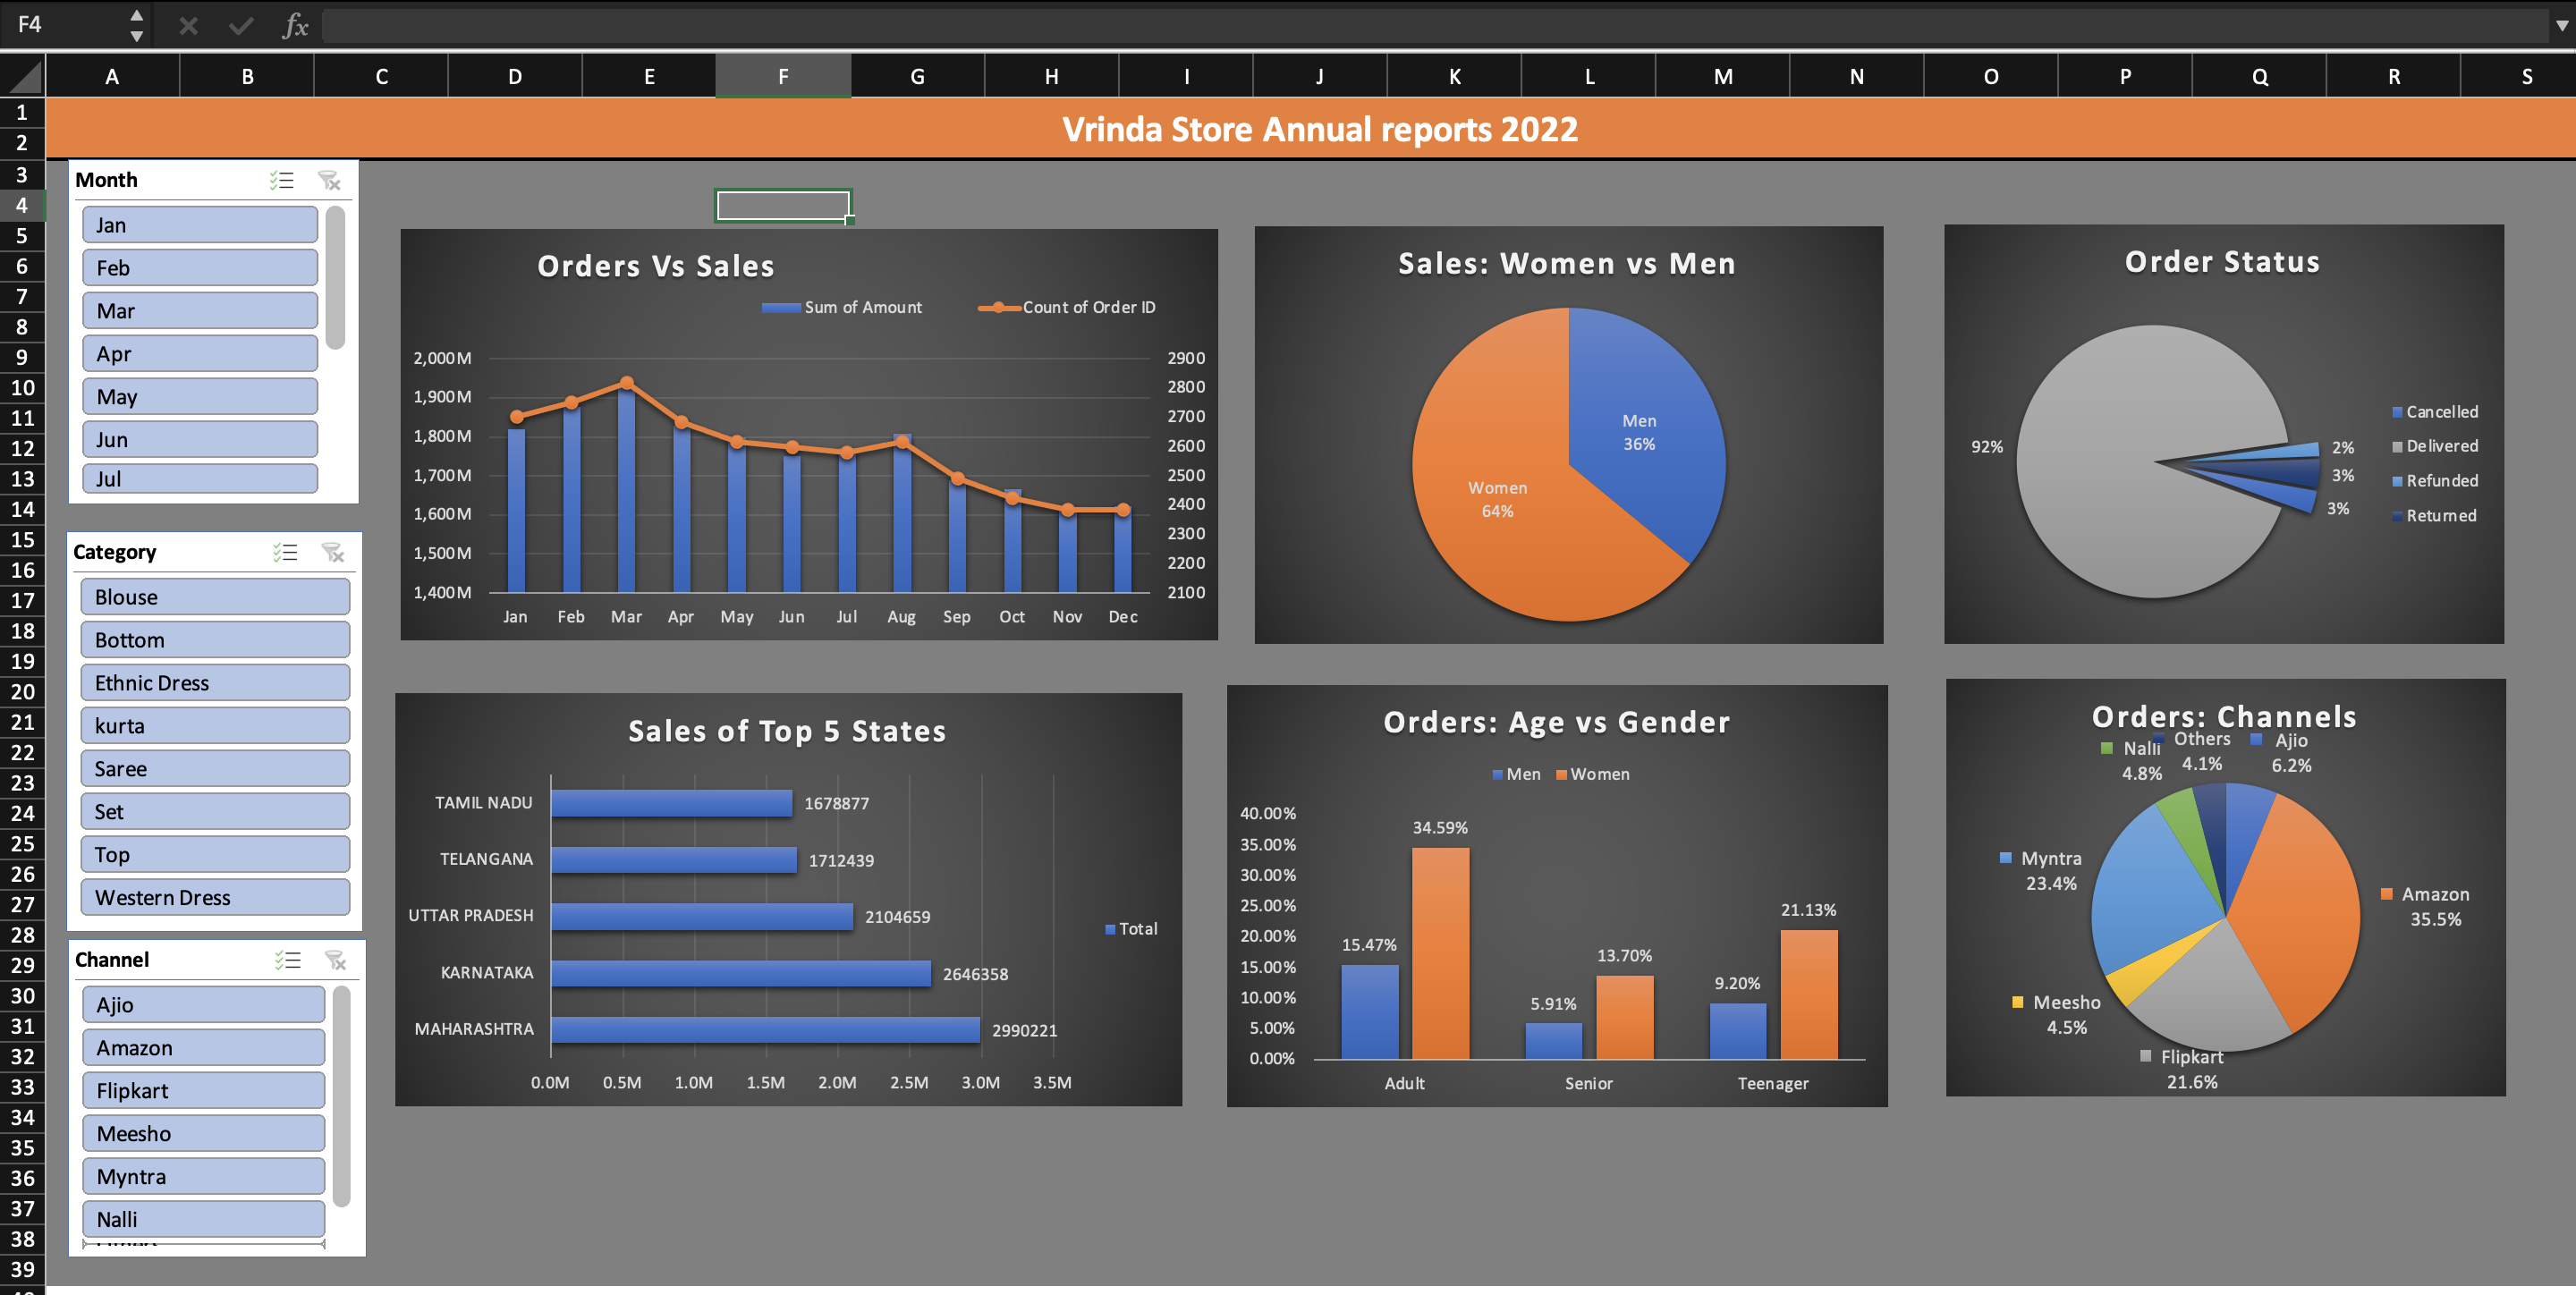 F4
fx
A B C D E F G H I J K L M N O P Q R S
1
2
3
4
5
6
7
8
9
10
11
12
13
14
15
16
17
18
19
20
21
22
23
24
25
26
27
28
29
30
31
32
33
34
35
36
37
38
39
Vrinda Store Annual reports 2022
Month
Jan
Feb
Mar
Apr
May
Jun
Jul
Category
Blouse
Bottom
Ethnic Dress
kurta
Saree
Set
Top
Western Dress
Channel
Ajio
Amazon
Flipkart
Meesho
Myntra
Nalli
Orders Vs Sales
Sum of Amount Count of Order ID
2,000M
1,900M
1,800M
1,700M
1,600M
1,500M
1,400M
2900
2800
2700
2600
2500
2400
2300
2200
2100
Jan Feb Mar Apr May Jun Jul Aug Sep Oct Nov Dec
Sales: Women vs Men
Men
36%
Women
64%
Order Status
92%
2%
3%
3%
Cancelled
Delivered
Refunded
Returned
Sales of Top 5 States
TAMIL NADU 1678877
TELANGANA 1712439
UTTAR PRADESH 2104659
KARNATAKA 2646358
MAHARASHTRA 2990221
Total
0.0M 0.5M 1.0M 1.5M 2.0M 2.5M 3.0M 3.5M
Orders: Age vs Gender
Men Women
40.00%
35.00%
30.00%
25.00%
20.00%
15.00%
10.00%
5.00%
0.00%
15.47%
34.59%
5.91%
13.70%
9.20%
21.13%
Adult Senior Teenager
Orders: Channels
Nalli
4.8%
Others
4.1%
Ajio
6.2%
Myntra
23.4%
Amazon
35.5%
Meesho
4.5%
Flipkart
21.6%